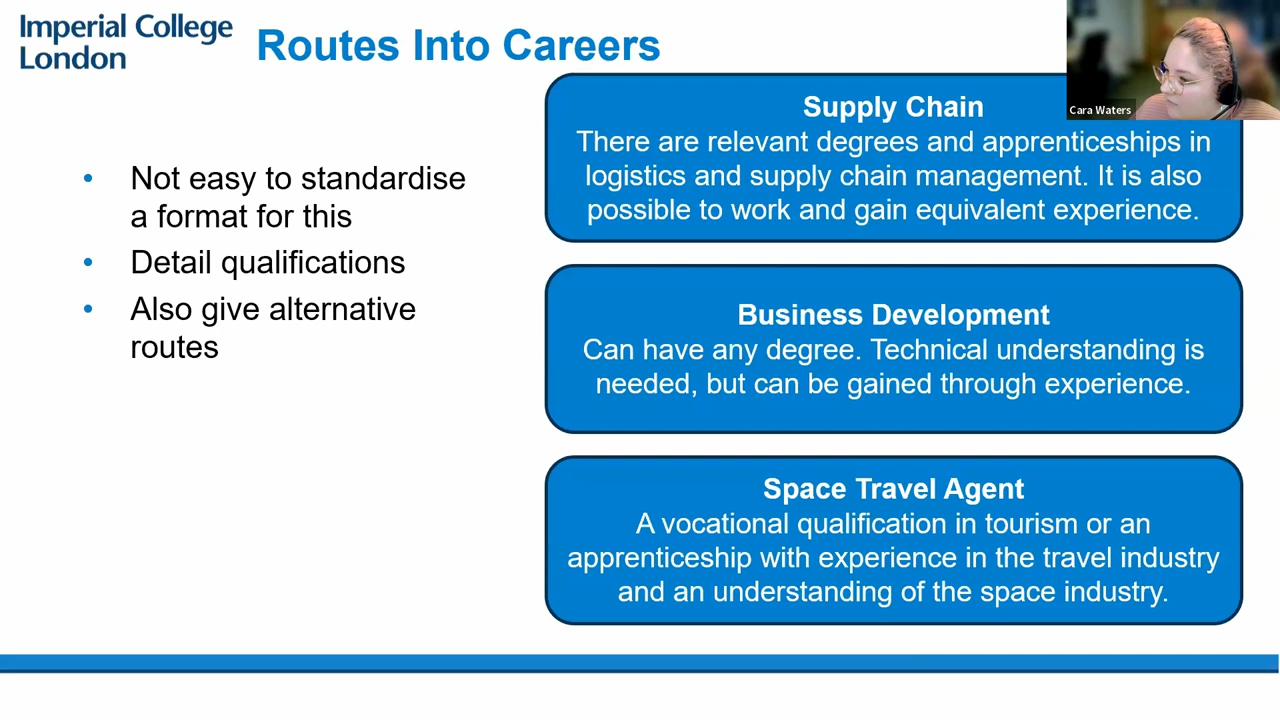 Imperial College
London
Routes Into Careers
Cara Waters
• Not easy to standardise
a format for this
• Detail qualifications
• Also give alternative
routes
Supply Chain
There are relevant degrees and apprenticeships in
logistics and supply chain management. It is also
possible to work and gain equivalent experience.
Business Development
Can have any degree. Technical understanding is
needed, but can be gained through experience.
Space Travel Agent
A vocational qualification in tourism or an
apprenticeship with experience in the travel industry
and an understanding of the space industry.